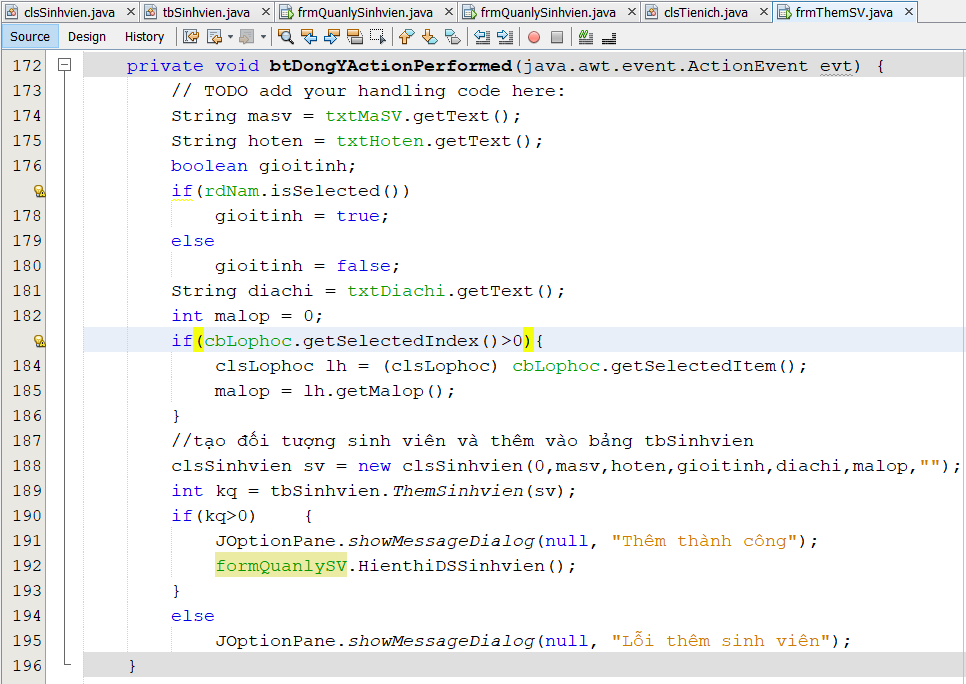 clsSinhvien.java tbSinhvien.java frmQuanlySinhvien.java frmQuanlySinhvien.java clsTienich.java frmThemSV.java
Source Design History
172 private void btDongYActionPerformed(java.awt.event.ActionEvent evt) {
173 // TODO add your handling code here:
174 String masv = txtMaSV.getText();
175 String hoten = txtHoten.getText();
176 boolean gioitinh;
if(rdNam.isSelected())
178 gioitinh = true;
179 else
180 gioitinh = false;
181 String diachi = txtDiachi.getText();
182 int malop = 0;
if(cbLophoc.getSelectedIndex()>0){
184 clsLophoc lh = (clsLophoc) cbLophoc.getSelectedItem();
185 malop = lh.getMalop();
186 }
187 //tạo đối tượng sinh viên và thêm vào bảng tbSinhvien
188 clsSinhvien sv = new clsSinhvien(0,masv,hoten,gioitinh,diachi,malop,"");
189 int kq = tbSinhvien.ThemSinhvien(sv);
190 if(kq>0) {
191 JOptionPane.showMessageDialog(null, "Thêm thành công");
192 formQuanlySV.HienthiDSSinhvien();
193 }
194 else
195 JOptionPane.showMessageDialog(null, "Lỗi thêm sinh viên");
196 }